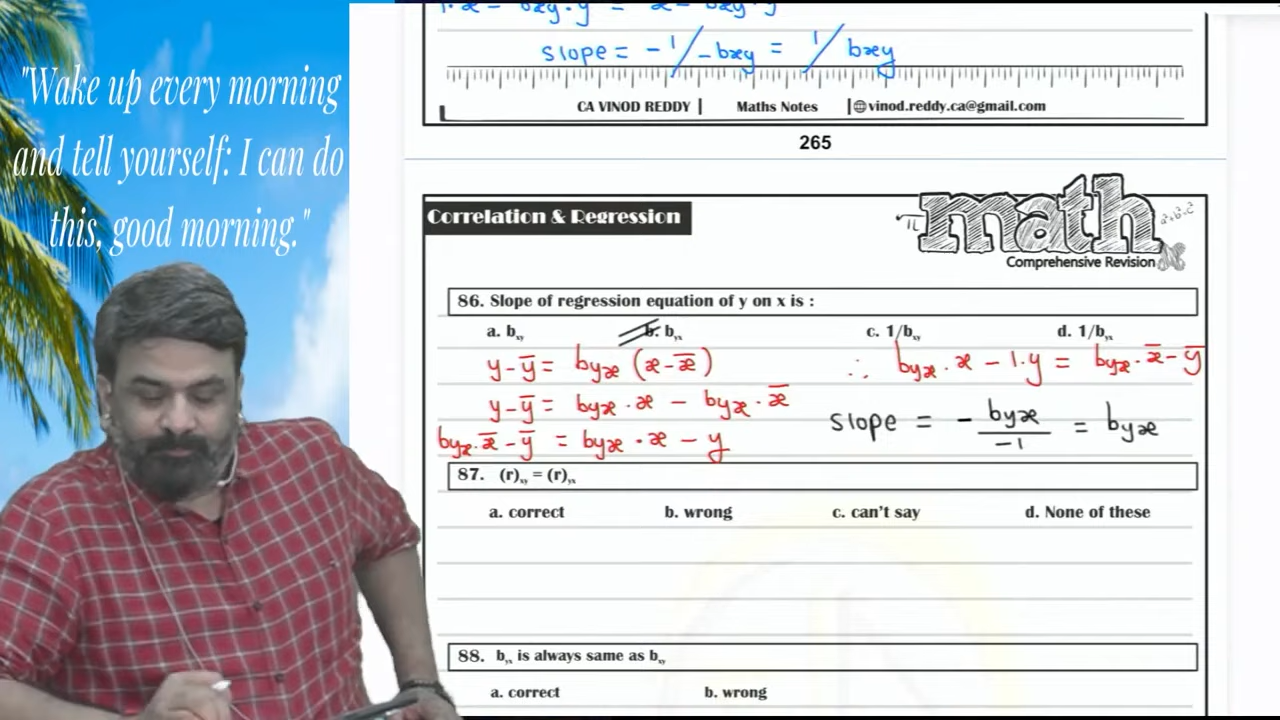 "Wake up every morning
and tell yourself: I can do
this, good morning."
slope = -1/-bxy = 1/bxy
CA VINOD REDDY | Maths Notes | vinod.reddy.ca@gmail.com
265
Correlation & Regression
math
Comprehensive Revision
86. Slope of regression equation of y on x is :
a. bxy b. byx c. 1/bxy d. 1/byx
y - ȳ = byx (x - x̄)
∴ byx·x - 1·y = byx·x̄ - ȳ
y - ȳ = byx·x - byx·x̄
slope = - byx/-1 = byx
byx·x̄ - ȳ = byx·x - y
87. (r)xy = (r)yx
a. correct b. wrong c. can't say d. None of these
88. byx is always same as bxy
a. correct b. wrong